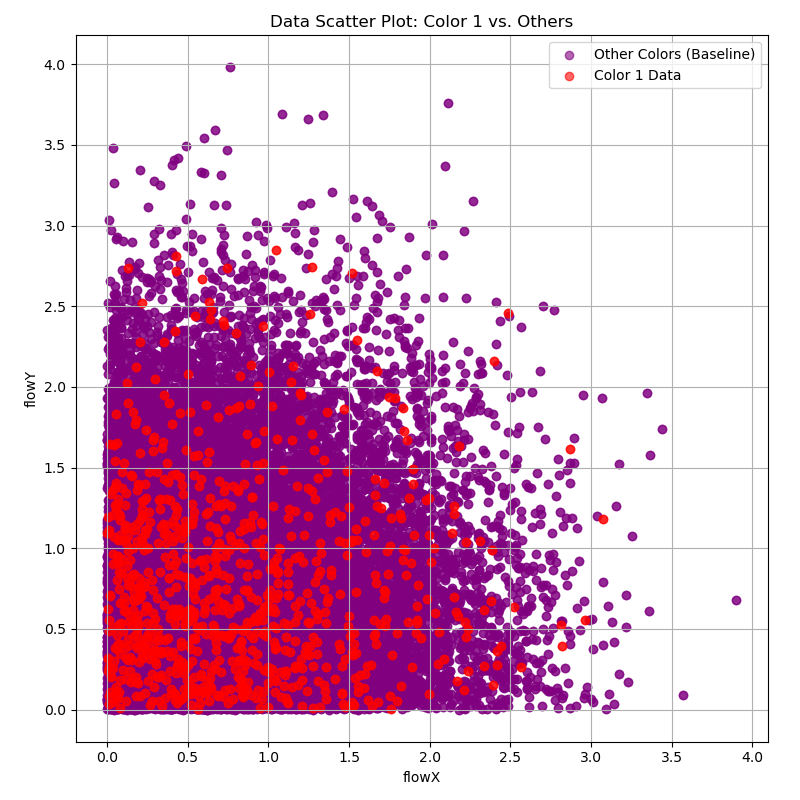 Data Scatter Plot: Color 1 vs. Others
Other Colors (Baseline)
Color 1 Data
4.0
3.5
3.0
2.5
2.0
1.5
1.0
0.5
0.0
flowY
0.0 0.5 1.0 1.5 2.0 2.5 3.0 3.5 4.0
flowX